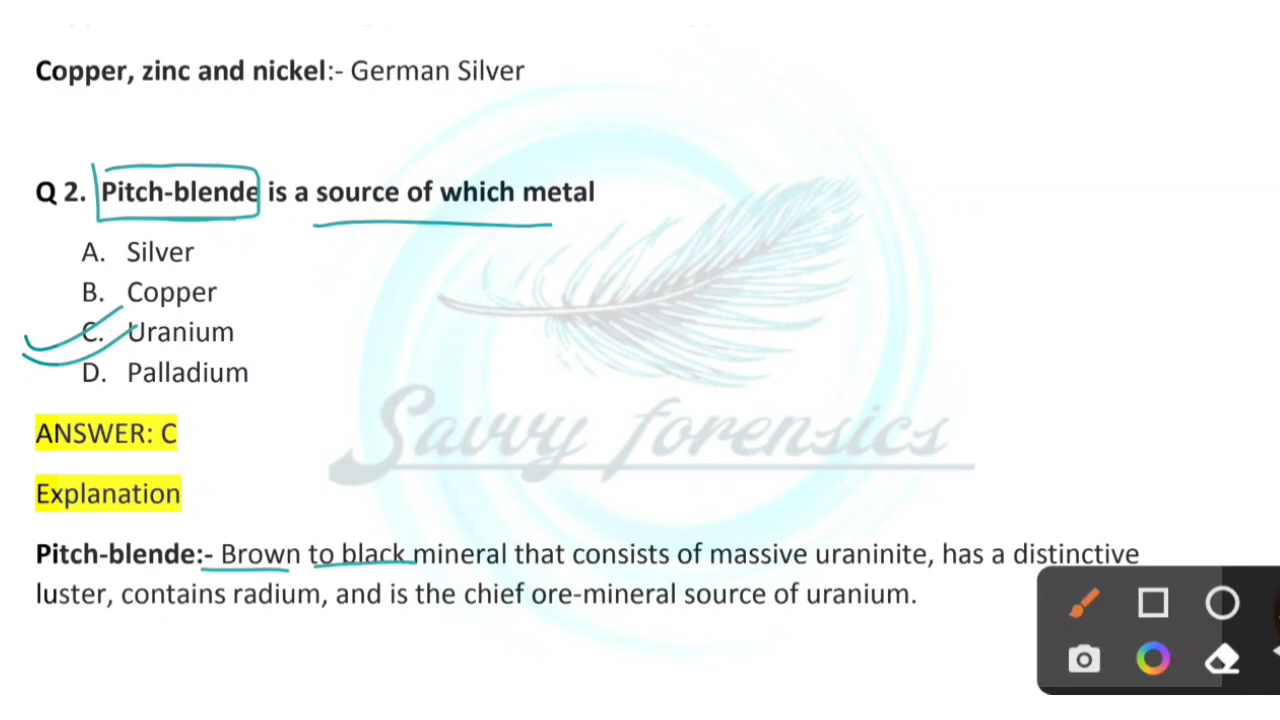 Copper, zinc and nickel:- German Silver
Q 2. Pitch-blende is a source of which metal
A. Silver
B. Copper
C. Uranium
D. Palladium
Savvy forensics
ANSWER: C
Explanation
Pitch-blende:- Brown to black mineral that consists of massive uraninite, has a distinctive
luster, contains radium, and is the chief ore-mineral source of uranium.